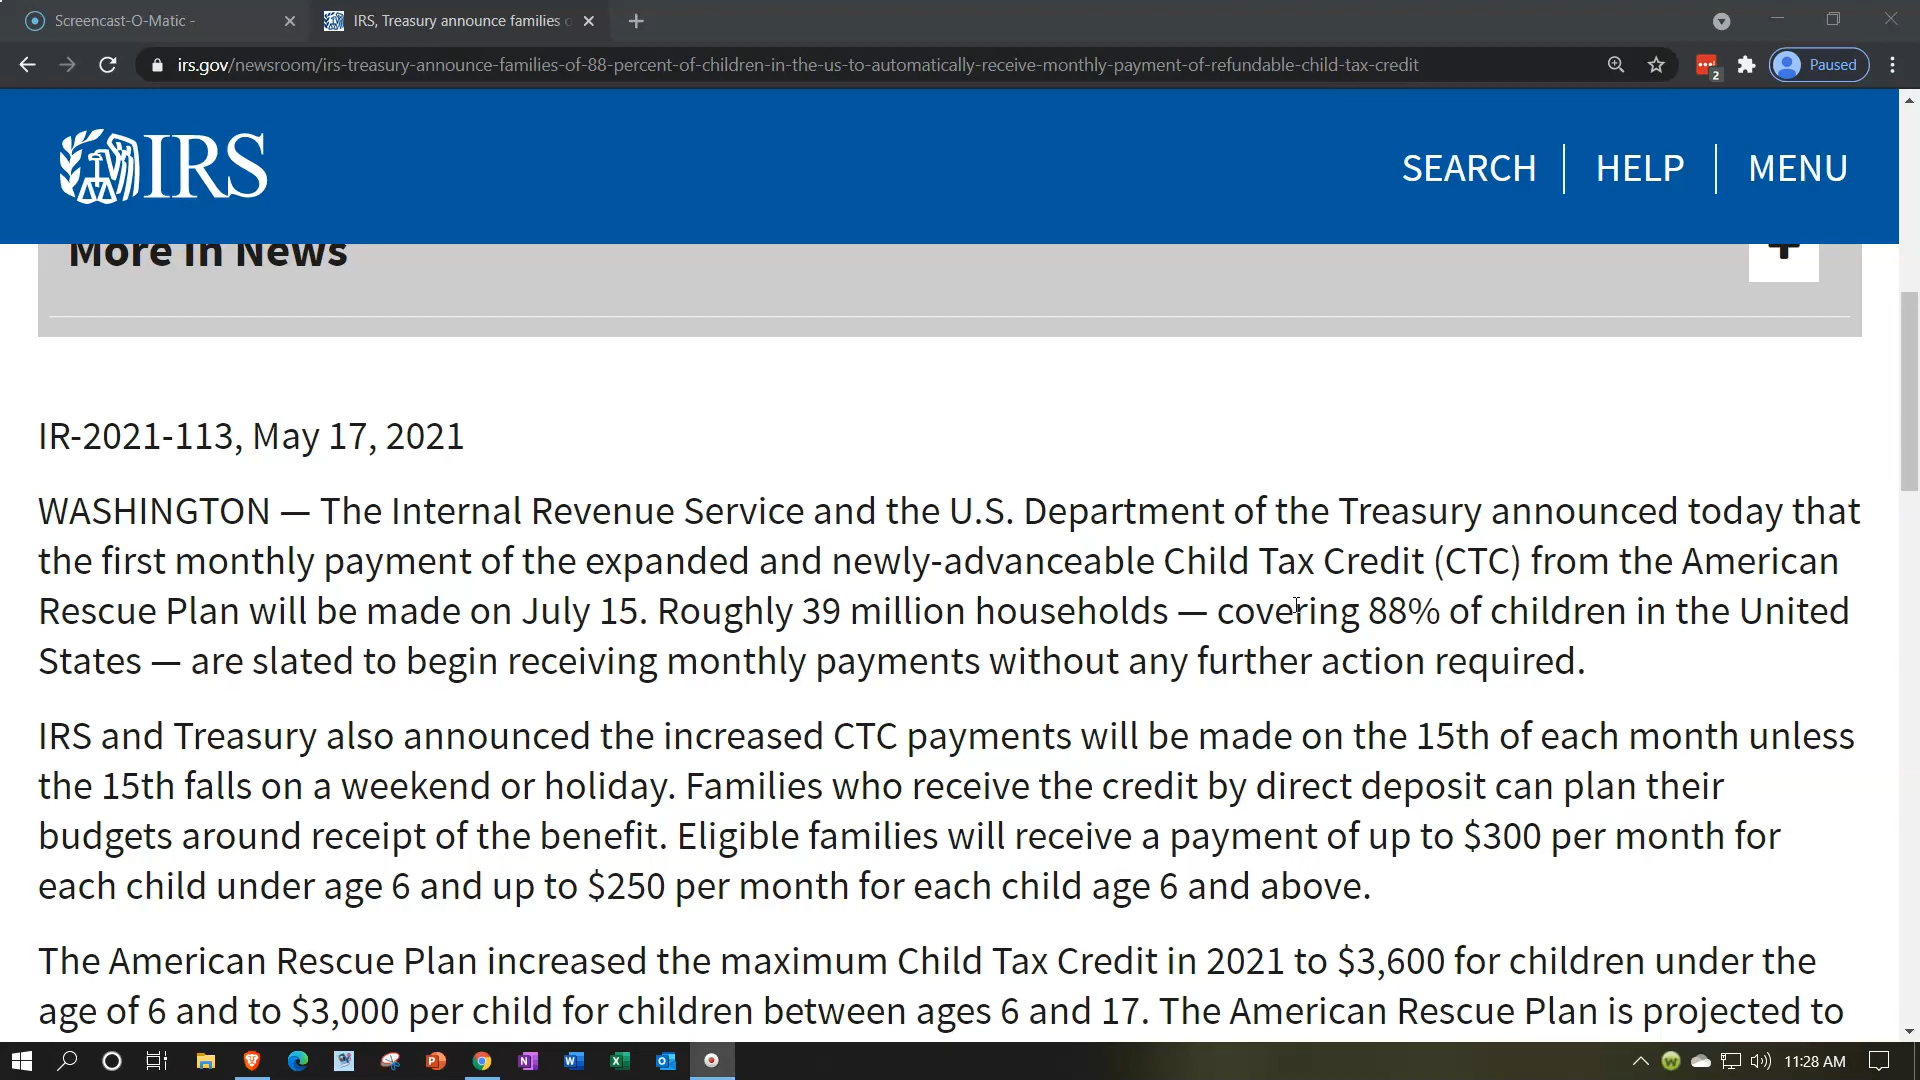 Screencast-O-Matic -
IRS, Treasury announce families
irs.gov/newsroom/irs-treasury-announce-families-of-88-percent-of-children-in-the-us-to-automatically-receive-monthly-payment-of-refundable-child-tax-credit
2
Paused
IRS
SEARCH
HELP
MENU
More In News
IR-2021-113, May 17, 2021
WASHINGTON — The Internal Revenue Service and the U.S. Department of the Treasury announced today that
the first monthly payment of the expanded and newly-advanceable Child Tax Credit (CTC) from the American
Rescue Plan will be made on July 15. Roughly 39 million households — covering 88% of children in the United
States — are slated to begin receiving monthly payments without any further action required.
IRS and Treasury also announced the increased CTC payments will be made on the 15th of each month unless
the 15th falls on a weekend or holiday. Families who receive the credit by direct deposit can plan their
budgets around receipt of the benefit. Eligible families will receive a payment of up to $300 per month for
each child under age 6 and up to $250 per month for each child age 6 and above.
The American Rescue Plan increased the maximum Child Tax Credit in 2021 to $3,600 for children under the
age of 6 and to $3,000 per child for children between ages 6 and 17. The American Rescue Plan is projected to
11:28 AM